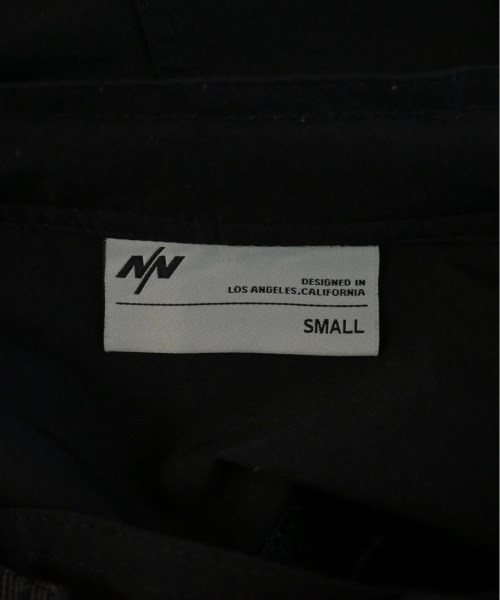 N/N
DESIGNED IN
LOS ANGELES,CALIFORNIA
SMALL